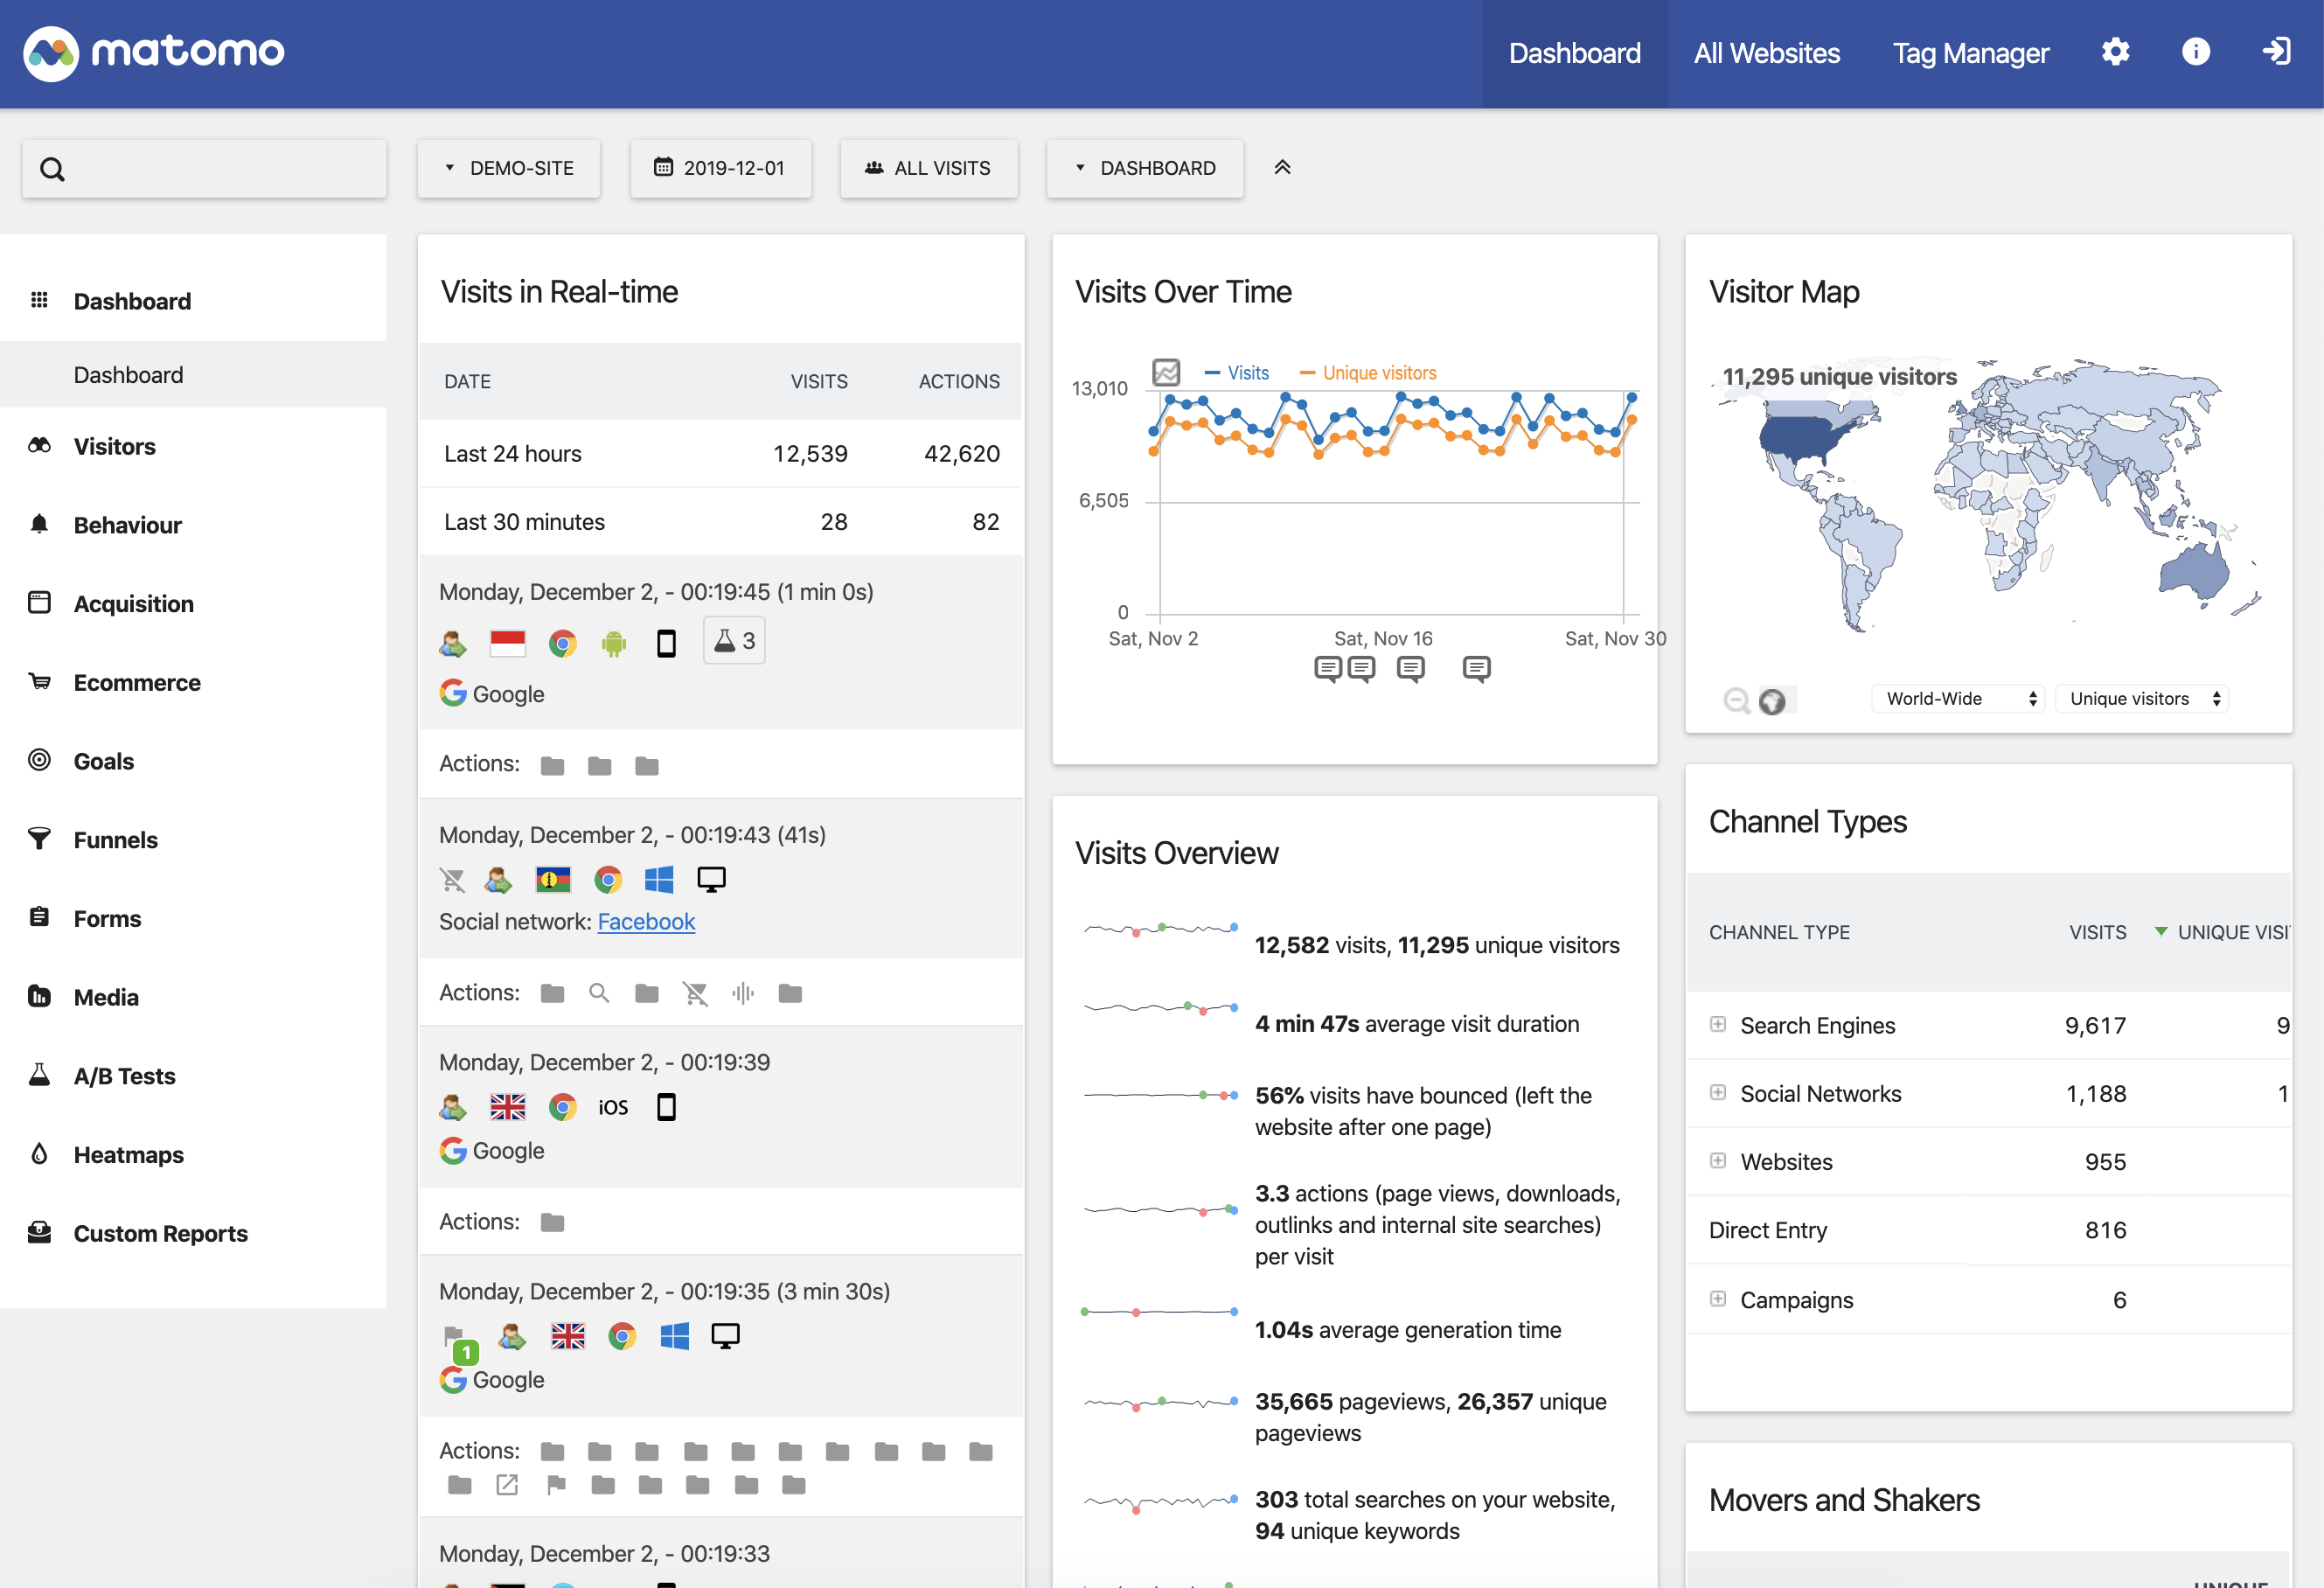 matomo
Dashboard
All Websites
Tag Manager
DEMO-SITE
2019-12-01
ALL VISITS
DASHBOARD
Dashboard
Dashboard
Visitors
Behaviour
Acquisition
Ecommerce
Goals
Funnels
Forms
Media
A/B Tests
Heatmaps
Custom Reports
Visits in Real-time
DATE VISITS ACTIONS
Last 24 hours 12,539 42,620
Last 30 minutes 28 82
Monday, December 2, - 00:19:45 (1 min 0s)
3
Google
Actions:
Monday, December 2, - 00:19:43 (41s)
Social network: Facebook
Actions:
Monday, December 2, - 00:19:39
iOS
Google
Actions:
Monday, December 2, - 00:19:35 (3 min 30s)
1
Google
Actions:
Monday, December 2, - 00:19:33
Visits Over Time
Visits Unique visitors
13,010
6,505
0
Sat, Nov 2 Sat, Nov 16 Sat, Nov 30
Visits Overview
12,582 visits, 11,295 unique visitors
4 min 47s average visit duration
56% visits have bounced (left the
website after one page)
3.3 actions (page views, downloads,
outlinks and internal site searches)
per visit
1.04s average generation time
35,665 pageviews, 26,357 unique
pageviews
303 total searches on your website,
94 unique keywords
Visitor Map
11,295 unique visitors
World-Wide Unique visitors
Channel Types
CHANNEL TYPE VISITS UNIQUE
Search Engines 9,617 9
Social Networks 1,188 1
Websites 955
Direct Entry 816
Campaigns 6
Movers and Shakers